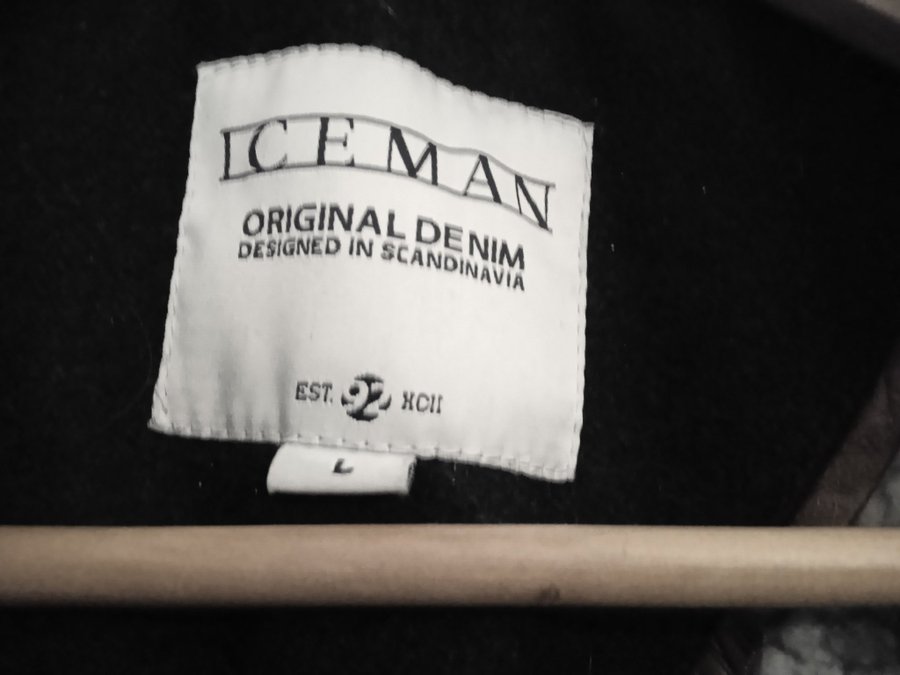 ICEMAN
ORIGINAL DENIM
DESIGNED IN SCANDINAVIA
EST. 92 XCII
L